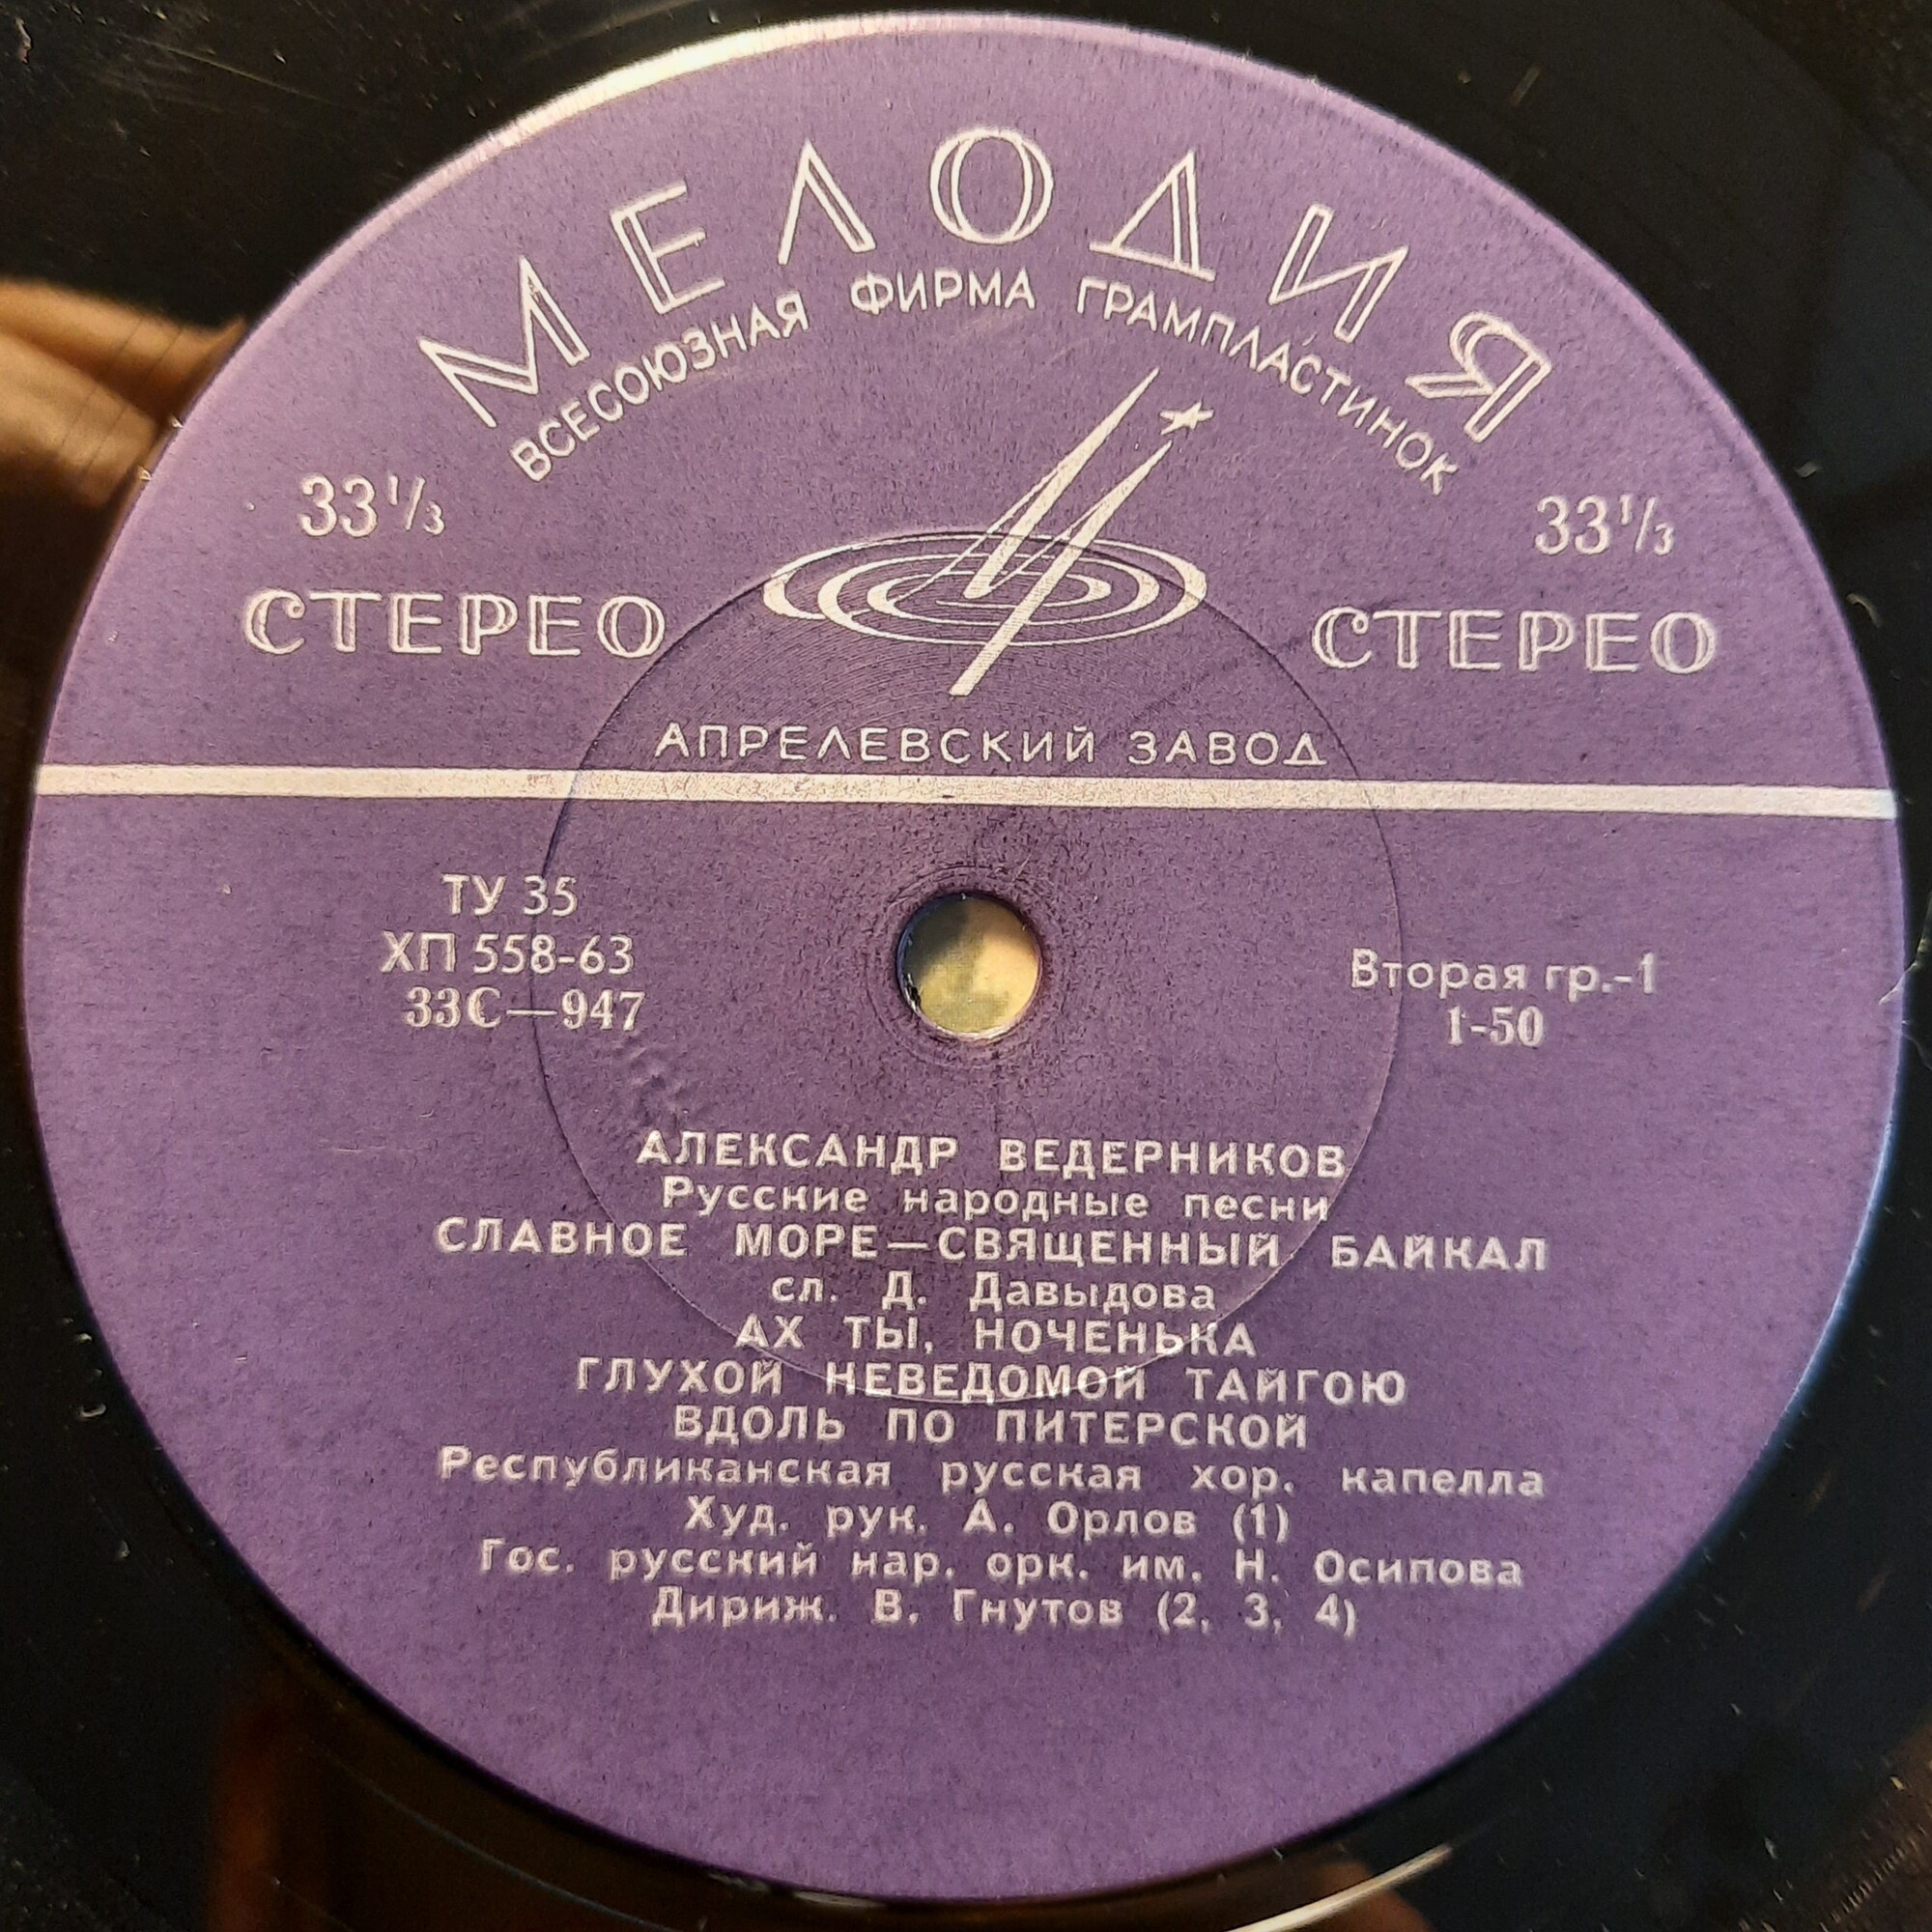 МЕЛОДИЯ
ВСЕСОЮЗНАЯ ФИРМА ГРАМПЛАСТИНОК
33⅓ 33⅓
СТЕРЕО СТЕРЕО
АПРЕЛЕВСКИЙ ЗАВОД
ТУ 35
ХП 558-63
33С—947
Вторая гр.-1
1-50
АЛЕКСАНДР ВЕДЕРНИКОВ
Русские народные песни
СЛАВНОЕ МОРЕ—СВЯЩЕННЫЙ БАЙКАЛ
сл. Д. Давыдова
АХ ТЫ, НОЧЕНЬКА
ГЛУХОЙ НЕВЕДОМОЙ ТАЙГОЮ
ВДОЛЬ ПО ПИТЕРСКОЙ
Республиканская русская хор. капелла
Худ. рук. А. Орлов (1)
Гос. русский нар. орк. им. Н. Осипова
Дириж. В. Гнутов (2, 3, 4)